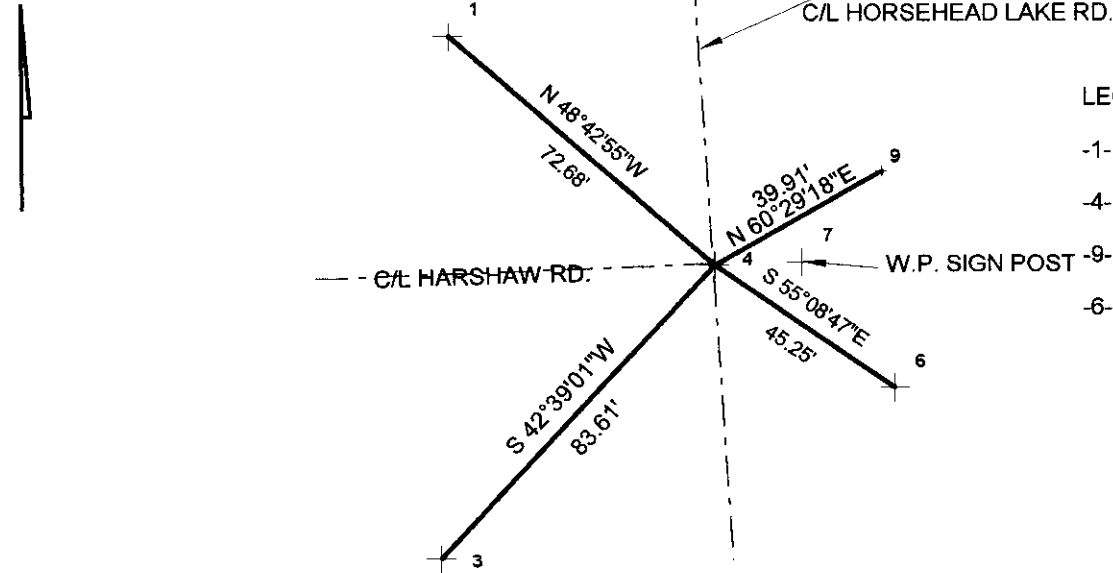 1
C/L HORSEHEAD LAKE RD.
N 48°42'55"W
72.68'
-1-
9
39.91'
N 60°29'18"E
-4-
7
4
W.P. SIGN POST
-9-
C/L HARSHAW RD.
S 55°08'47"E
45.25'
-6-
6
S 42°39'01"W
83.61'
3